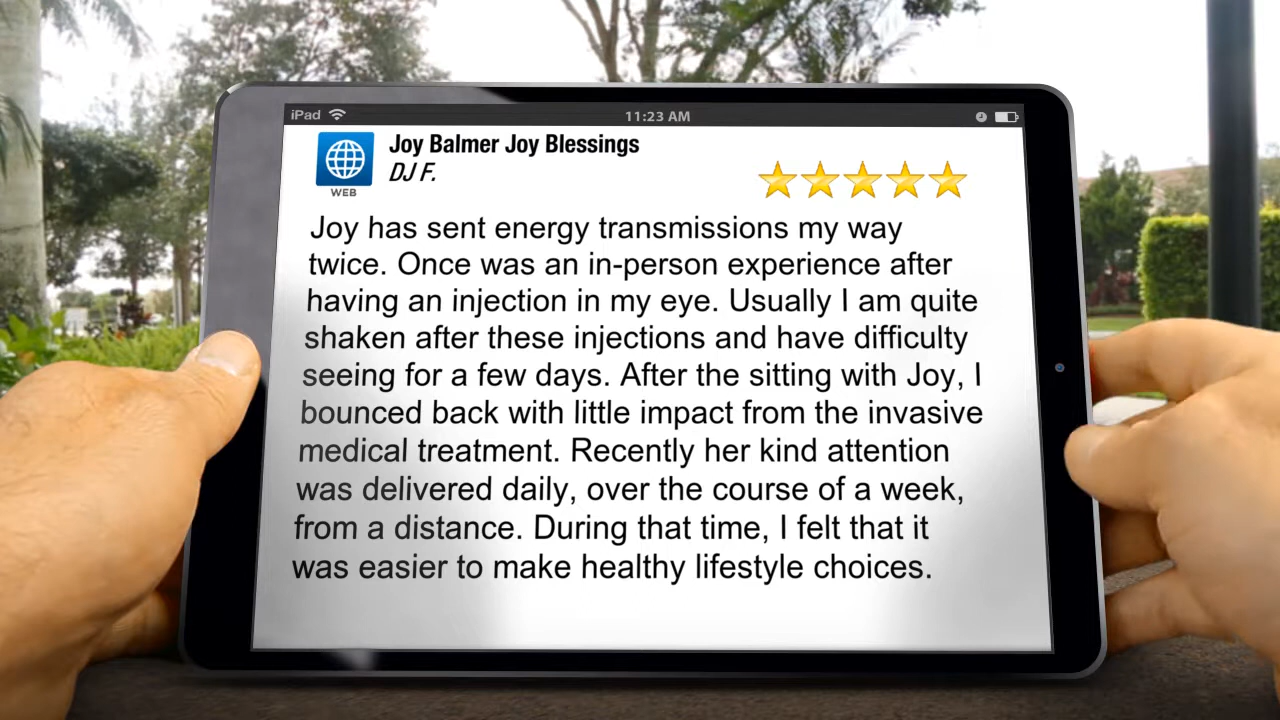 iPad
11:23 AM
Joy Balmer Joy Blessings
DJ F.
WEB
Joy has sent energy transmissions my way
twice. Once was an in-person experience after
having an injection in my eye. Usually I am quite
shaken after these injections and have difficulty
seeing for a few days. After the sitting with Joy, I
bounced back with little impact from the invasive
medical treatment. Recently her kind attention
was delivered daily, over the course of a week,
from a distance. During that time, I felt that it
was easier to make healthy lifestyle choices.